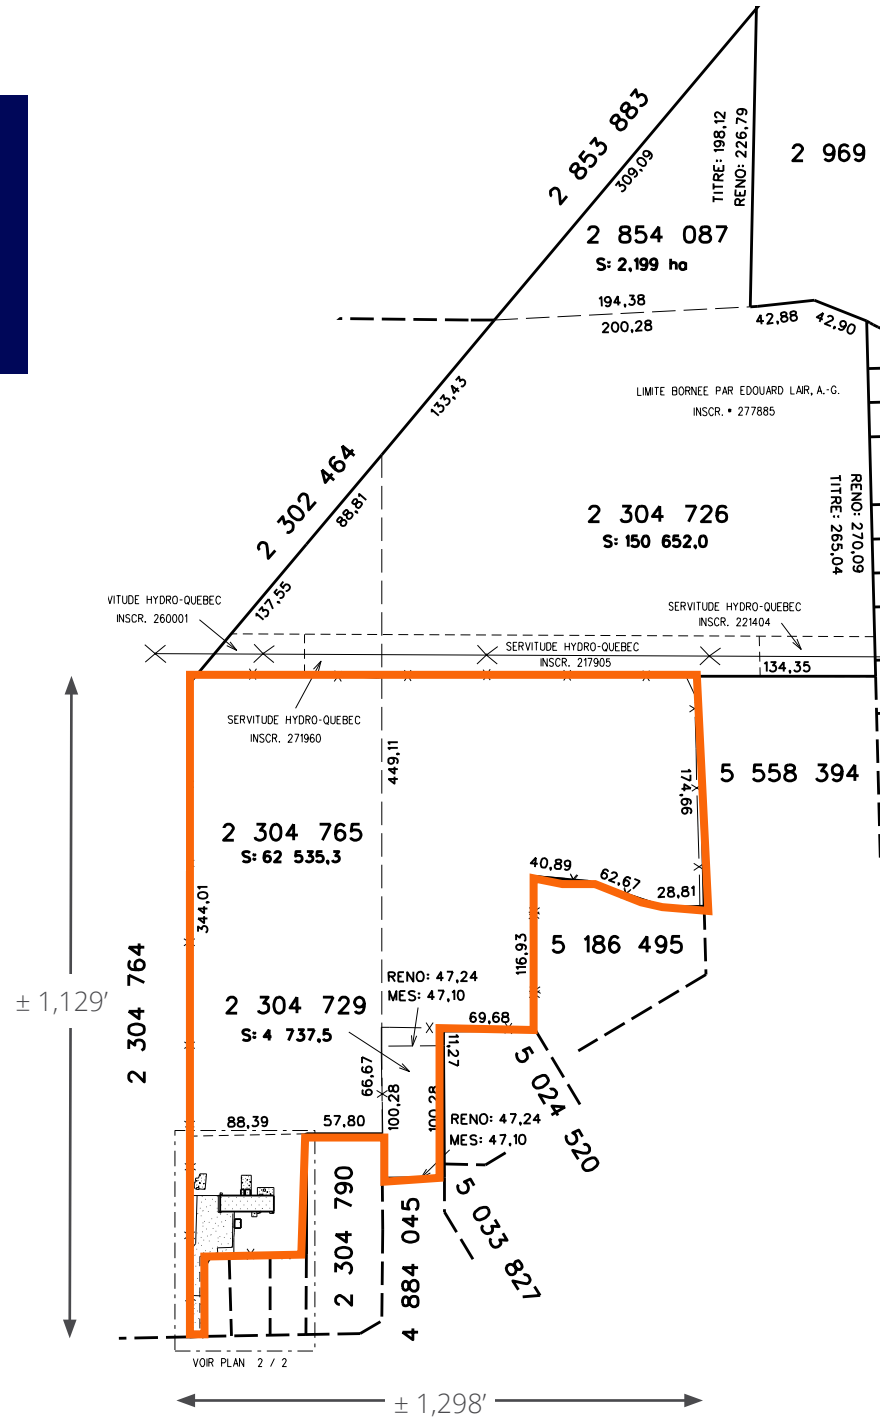 2 853 883
309,09
TITRE: 198,12
RENO: 226,79
2 969
2 854 087
S: 2,199 ha
194,38
200,28
42,88
42,90
133,43
LIMITE BORNEE PAR EDOUARD LAIR, A.-G.
INSCR. • 277885
2 302 464
88,81
RENO: 270,09
TITRE: 265,04
2 304 726
S: 150 652,0
137,55
VITUDE HYDRO-QUEBEC
INSCR. 260001
SERVITUDE HYDRO-QUEBEC
INSCR. 221404
SERVITUDE HYDRO-QUEBEC
INSCR. 217905
134,35
SERVITUDE HYDRO-QUEBEC
INSCR. 271960
449,11
174,66
5 558 394
2 304 765
S: 62 535,3
344,01
40,89
62,67
28,81
116,93
5 186 495
2 304 764
± 1,129’
RENO: 47,24
MES: 47,10
2 304 729
S: 4 737,5
69,68
11,27
5 024 520
66,67
100,28
100,28
88,39
57,80
RENO: 47,24
MES: 47,10
2 304 790
4 884 045
5 033 827
VOIR PLAN 2 / 2
± 1,298’